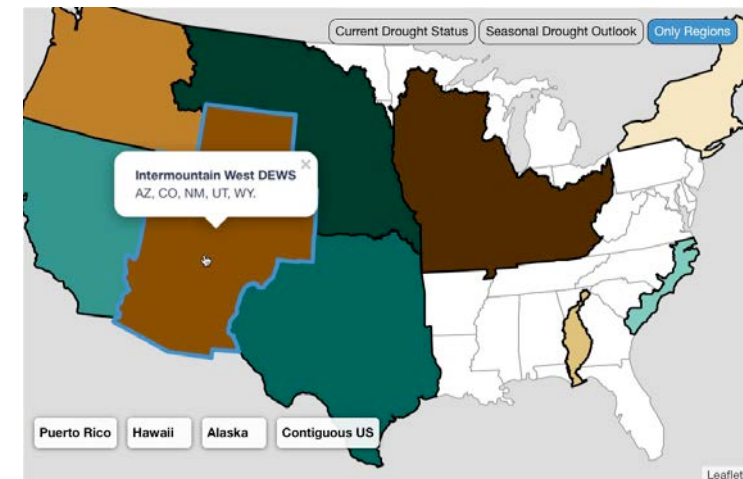 Current Drought Status
Seasonal Drought Outlook
Only Regions
×
Intermountain West DEWS
AZ, CO, NM, UT, WY.
Puerto Rico
Hawaii
Alaska
Contiguous US
Leaflet